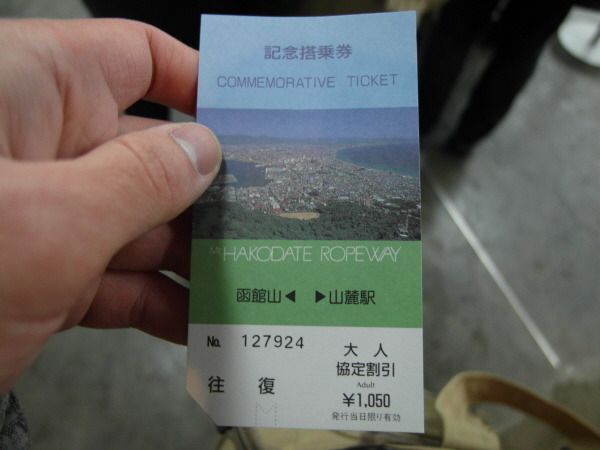 記念搭乗券
COMMEMORATIVE TICKET
Mt. HAKODATE ROPEWAY
函館山◀ ▶山麓駅
No. 127924
往復
大人
協定割引
Adult
¥1,050
発行当日限り有効